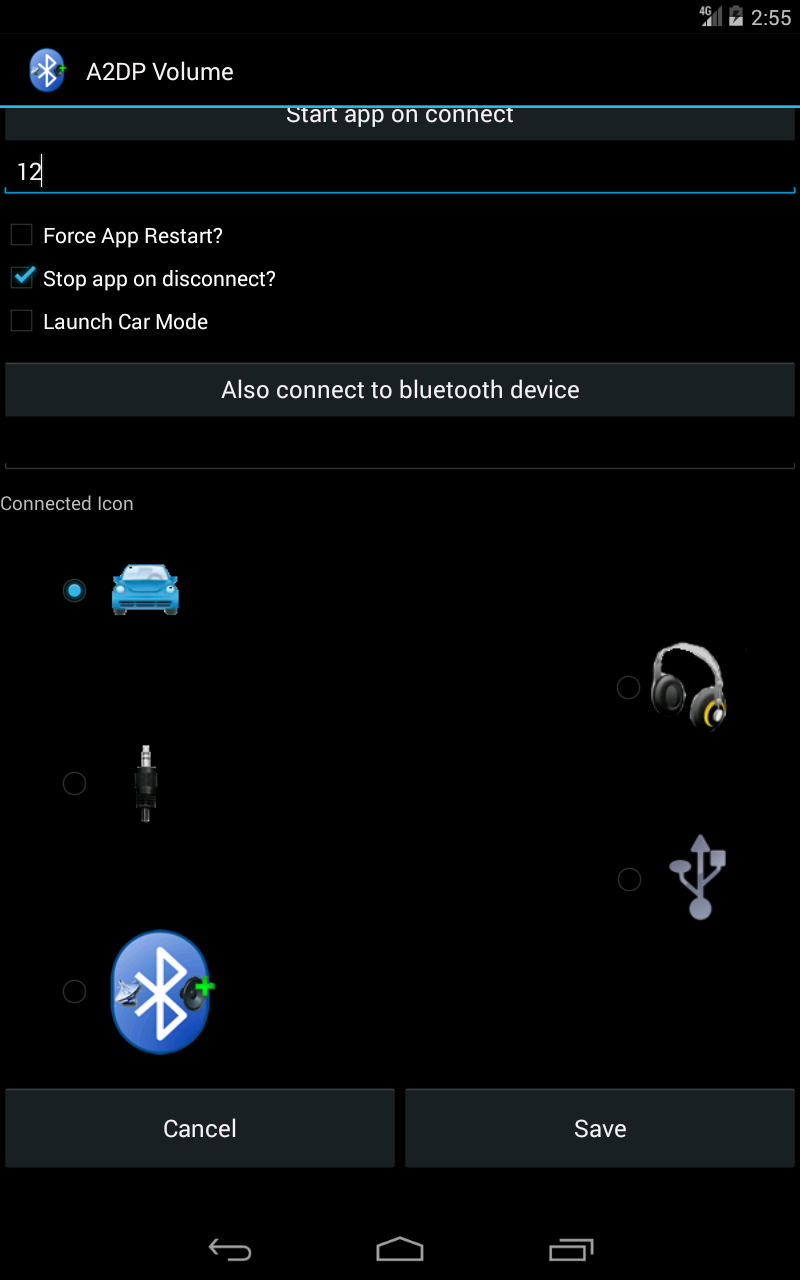 4G 2:55
A2DP Volume
Start app on connect
12
Force App Restart?
Stop app on disconnect?
Launch Car Mode
Also connect to bluetooth device
Connected Icon
Cancel
Save